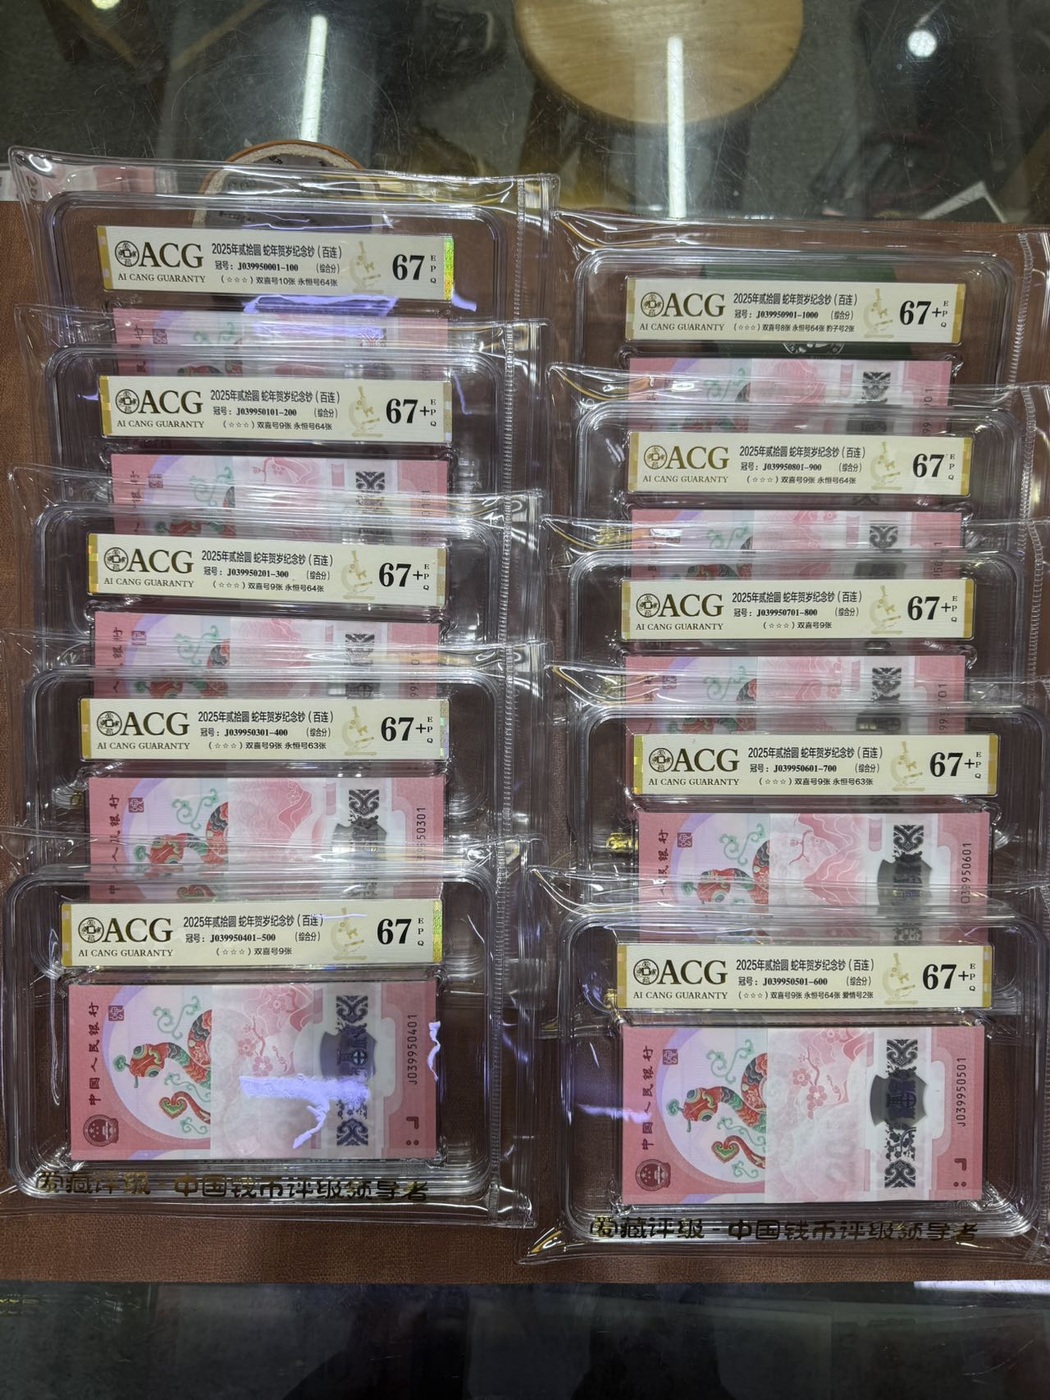 ACG
AI CANG GUARANTY
2025年贰拾圆 蛇年贺岁纪念钞（百连）
冠号：J039950001-100 （综合分）
（☆☆☆）双喜号10张 永恒号64张
67
EPQ
ACG
AI CANG GUARANTY
2025年贰拾圆 蛇年贺岁纪念钞（百连）
冠号：J039950101-200 （综合分）
（☆☆☆）双喜号9张 永恒号64张
67+
EPQ
ACG
AI CANG GUARANTY
2025年贰拾圆 蛇年贺岁纪念钞（百连）
冠号：J039950201-300 （综合分）
（☆☆☆）双喜号9张 永恒号64张
67+
EPQ
ACG
AI CANG GUARANTY
2025年贰拾圆 蛇年贺岁纪念钞（百连）
冠号：J039950301-400 （综合分）
（☆☆☆）双喜号9张 永恒号63张
67+
EPQ
50301
ACG
AI CANG GUARANTY
2025年贰拾圆 蛇年贺岁纪念钞（百连）
冠号：J039950401-500 （综合分）
（☆☆☆）双喜号9张
67
EPQ
中国人民银行
J039950401
爱藏评级 中国钱币评级领导者
ACG
AI CANG GUARANTY
2025年贰拾圆 蛇年贺岁纪念钞（百连）
冠号：J039950901-1000 （综合分）
（☆☆☆）双喜号8张 永恒号64张 豹子号2张
67+
EPQ
ACG
AI CANG GUARANTY
2025年贰拾圆 蛇年贺岁纪念钞（百连）
冠号：J039950801-900 （综合分）
（☆☆☆）双喜号9张 永恒号64张
67
EPQ
ACG
AI CANG GUARANTY
2025年贰拾圆 蛇年贺岁纪念钞（百连）
冠号：J039950701-800 （综合分）
（☆☆☆）双喜号9张 永恒号64张
67+
EPQ
ACG
AI CANG GUARANTY
2025年贰拾圆 蛇年贺岁纪念钞（百连）
冠号：J039950601-700 （综合分）
（☆☆☆）双喜号9张 永恒号63张
67+
EPQ
人民银行
039950601
ACG
AI CANG GUARANTY
2025年贰拾圆 蛇年贺岁纪念钞（百连）
冠号：J039950501-600 （综合分）
（☆☆☆）双喜号9张 永恒号64张 爱情号2张
67+
EPQ
中国人民银行
J039950501
爱藏评级 中国钱币评级领导者